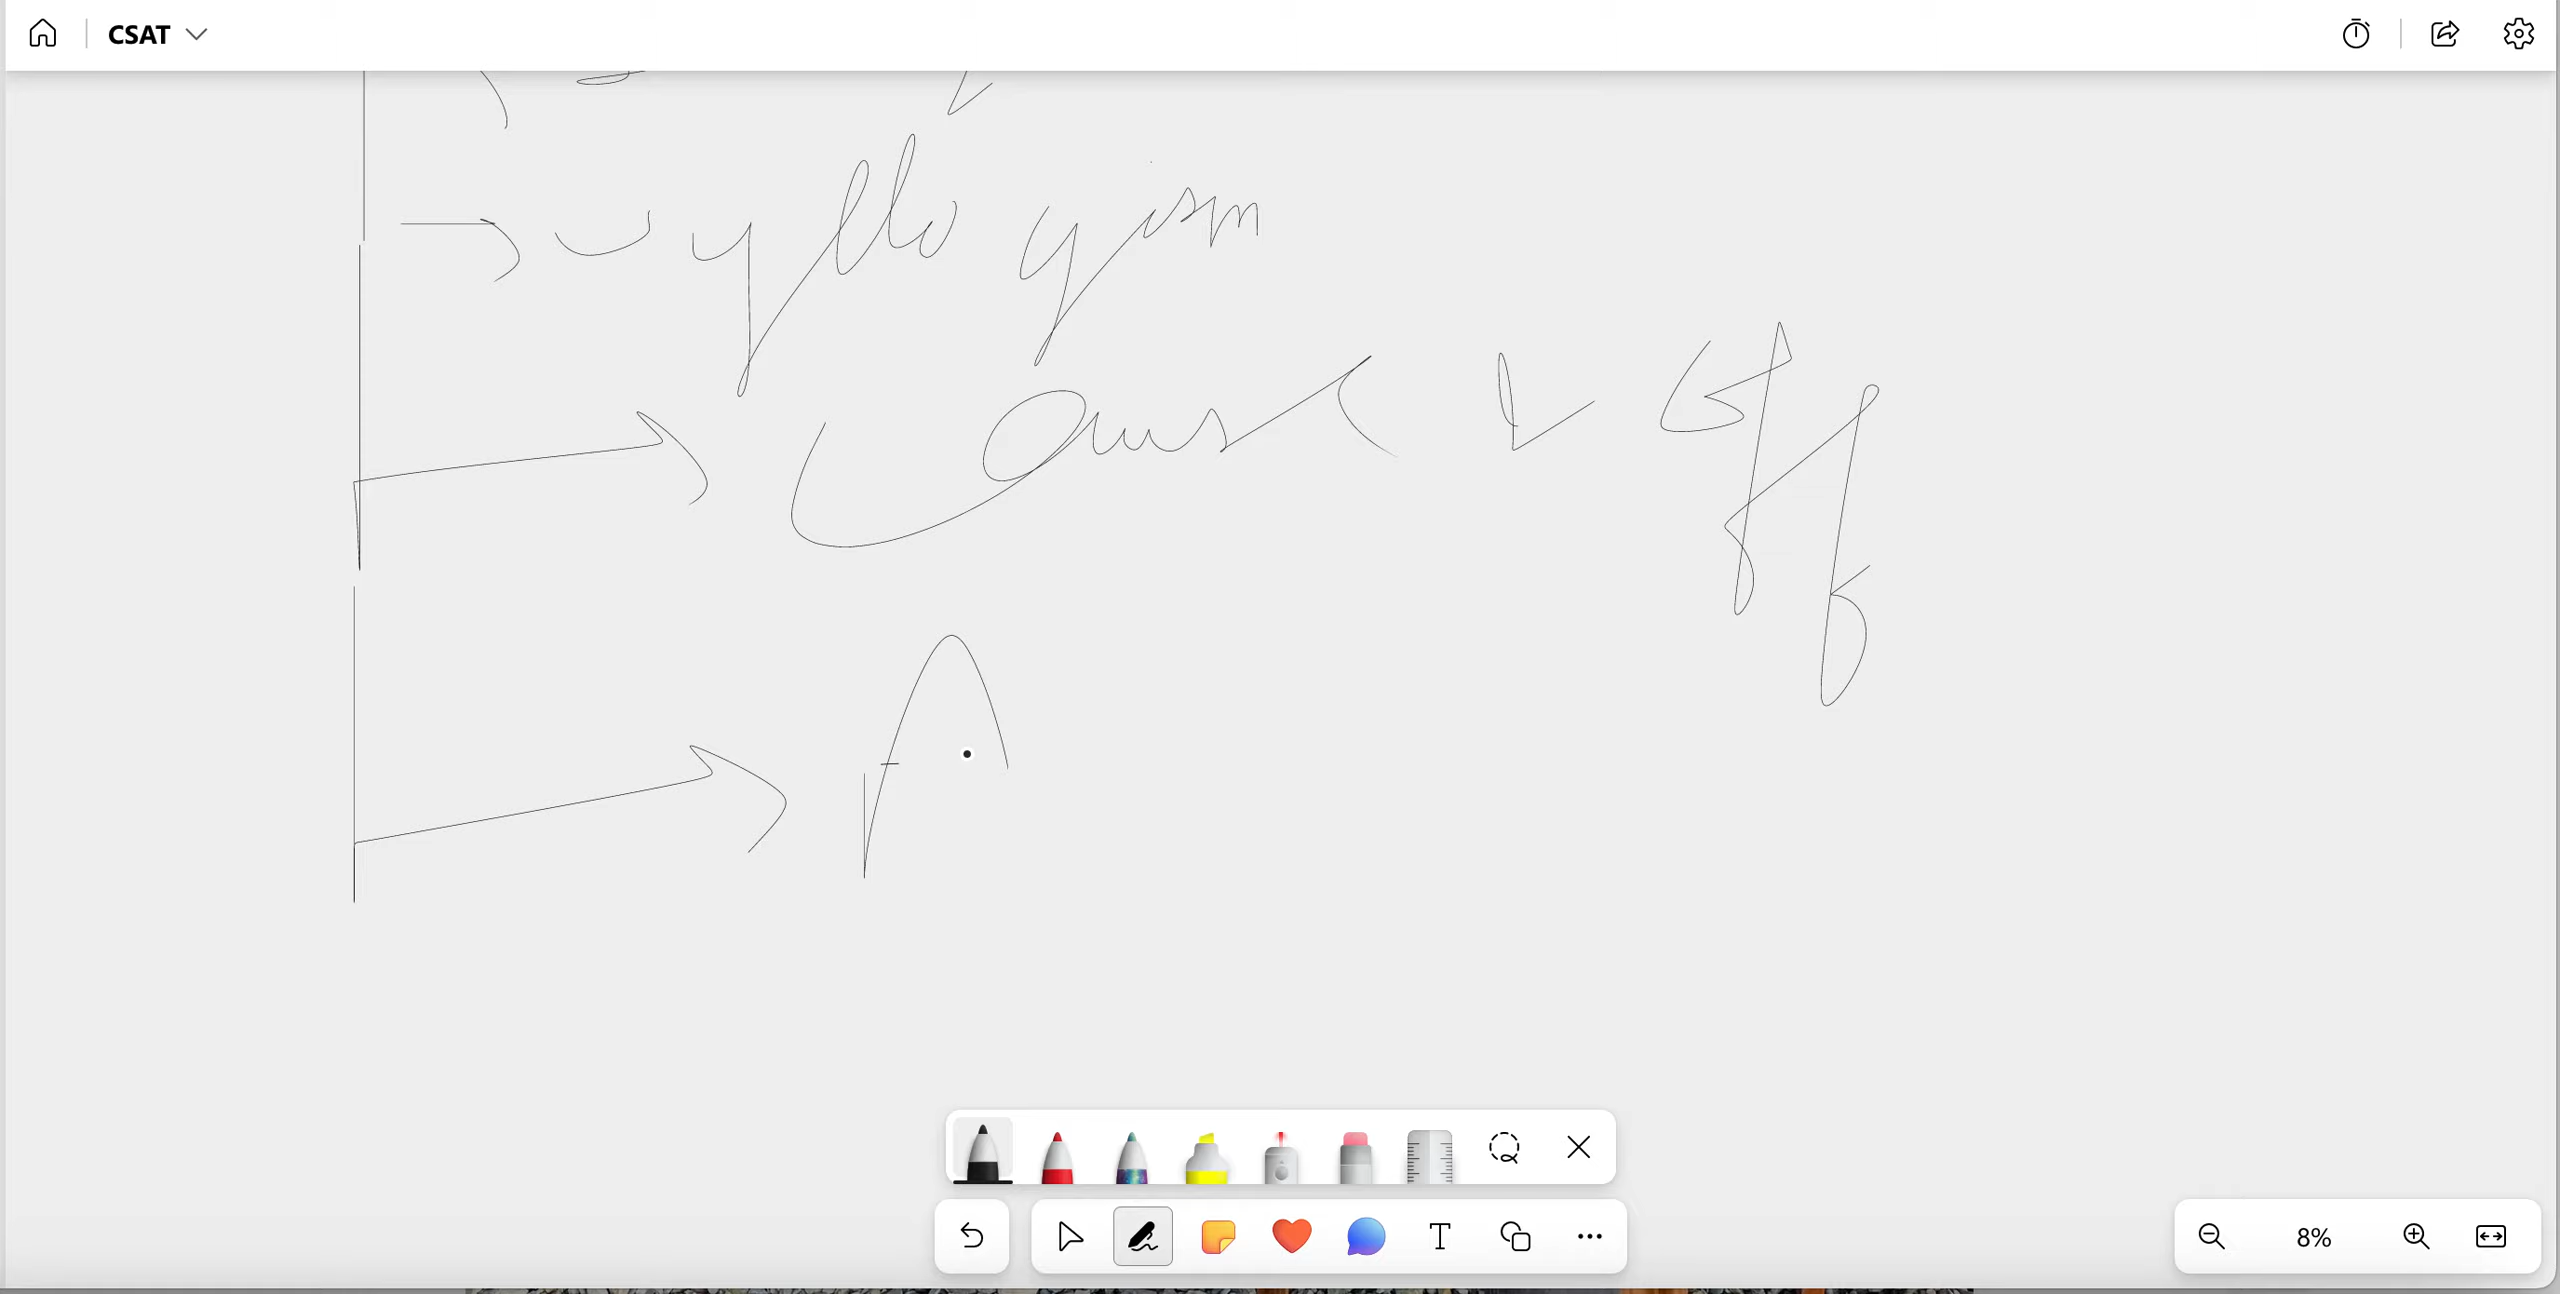 CSAT
→ syllogism
→ Cause & Eff
→ A
8%